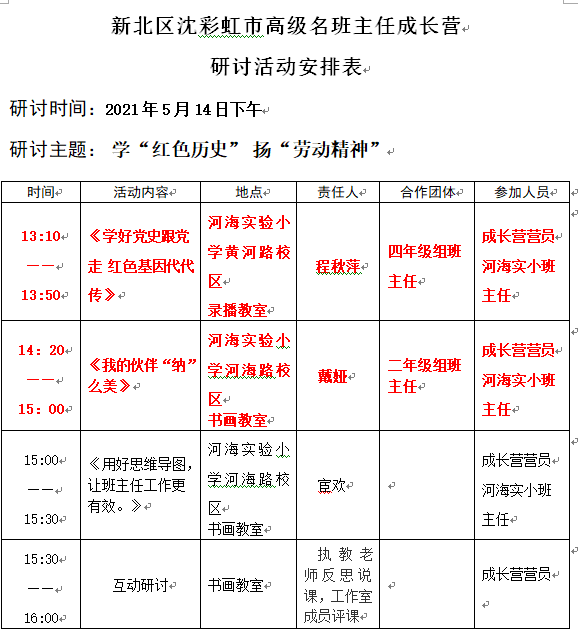 新北区沈彩虹市高级名班主任成长营
研讨活动安排表
研讨时间：2021年5月14日下午
研讨主题： 学“红色历史” 扬“劳动精神”
时间 活动内容 地点 责任人 合作团体 参加人员
13:10
——
13:50
《学好党史跟党
走 红色基因代代
传》
河海实验小
学黄河路校
区
录播教室
程秋萍
四年级组班
主任
成长营营员
河海实小班
主任
14：20
——
15：00
《我的伙伴“纳”
么美》
河海实验小
学河海路校
区
书画教室
戴娅
二年级组班
主任
成长营营员
河海实小班
主任
15:00
——
15:30
《用好思维导图，
让班主任工作更
有效。》
河海实验小
学河海路校
区
书画教室
宦欢
成长营营员
河海实小班
主任
15:30
——
16:00
互动研讨
书画教室
执教老
师反思说
课，工作室
成员评课
成长营营员